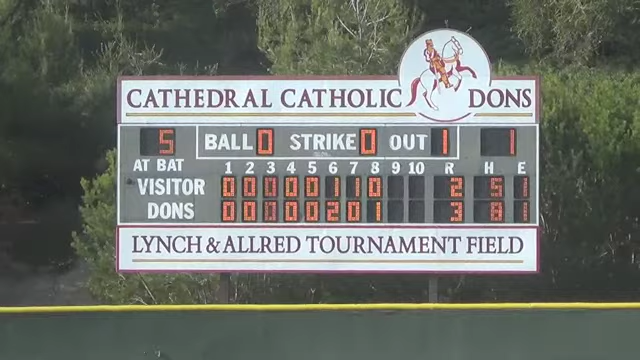 CATHEDRAL CATHOLIC DONS
5 BALL 0 STRIKE 0 OUT 1 1
AT BAT 1 2 3 4 5 6 7 8 9 10 R H E
VISITOR 0 0 0 0 0 1 1 0 2 5 1
DONS 0 0 0 0 0 2 0 1 3 8 1
LYNCH & ALLRED TOURNAMENT FIELD